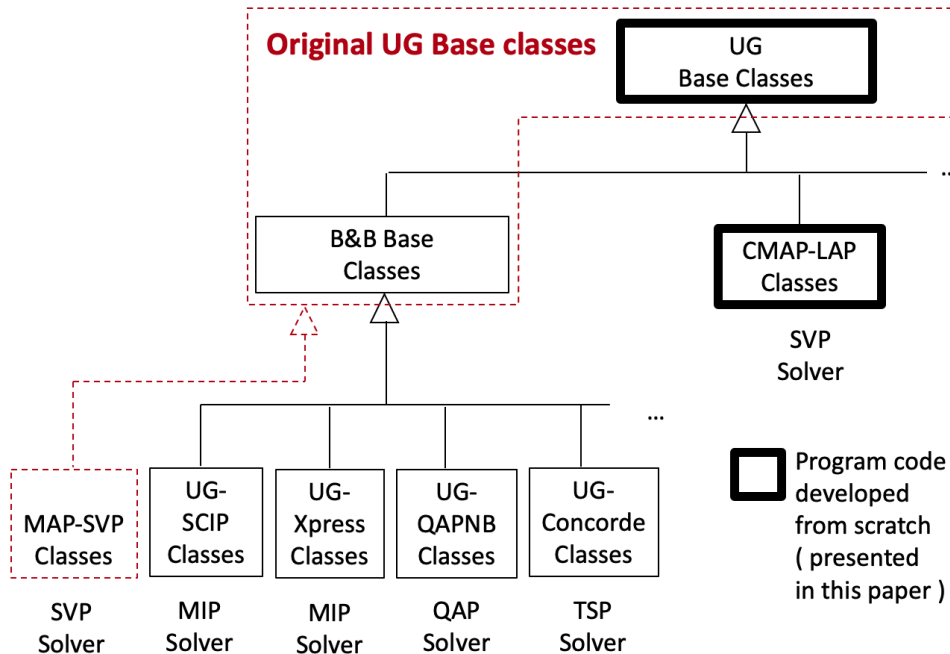 Original UG Base classes
UG
Base Classes
...
B&B Base
Classes
CMAP-LAP
Classes
SVP
Solver
...
MAP-SVP
Classes
UG-
SCIP
Classes
UG-
Xpress
Classes
UG-
QAPNB
Classes
UG-
Concorde
Classes
SVP
Solver
MIP
Solver
MIP
Solver
QAP
Solver
TSP
Solver
Program code
developed
from scratch
( presented
in this paper )